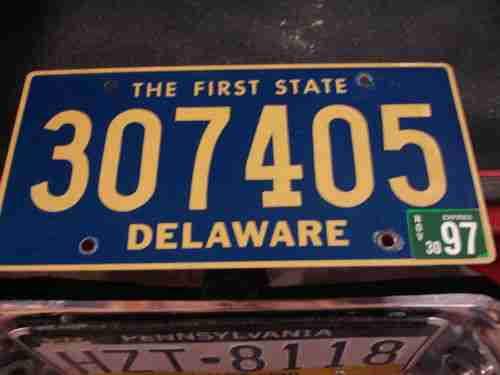 THE FIRST STATE
307405
DELAWARE
NOV 30 EXPIRES 97
PENNSYLVANIA
HZT-8118